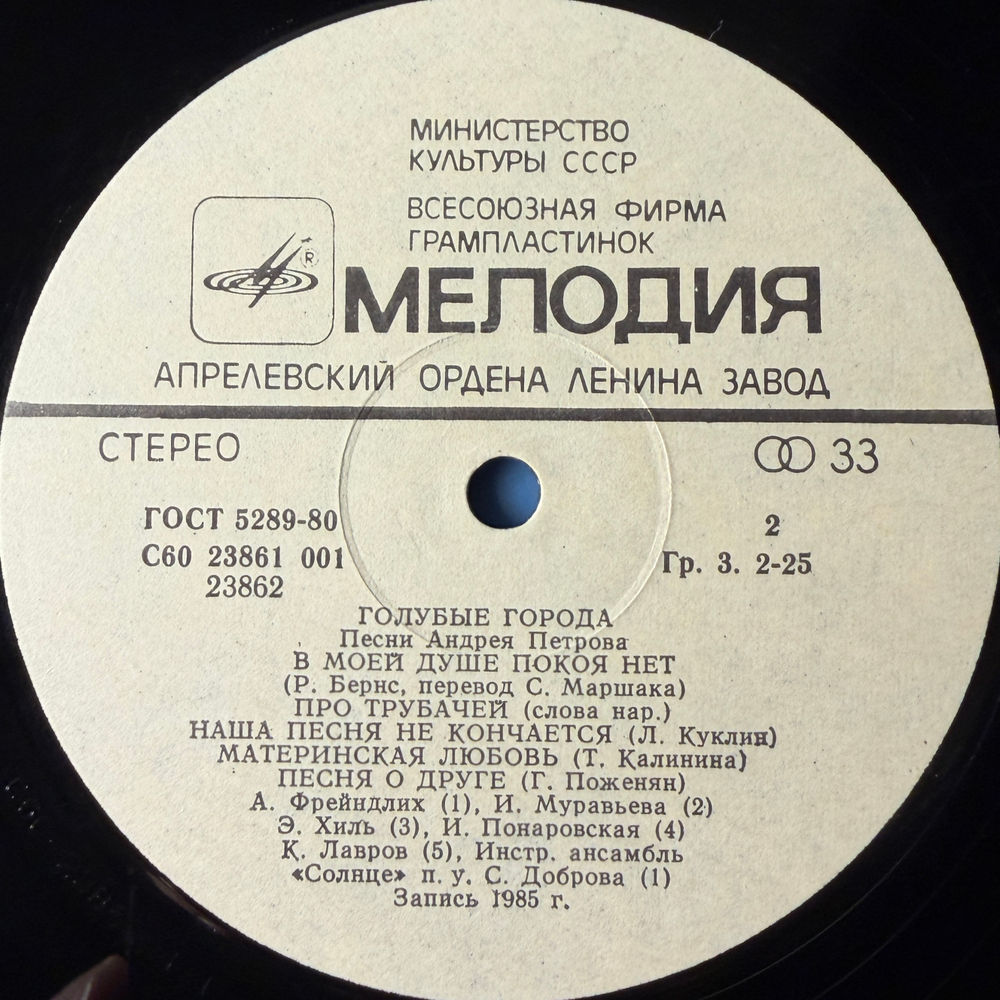 МИНИСТЕРСТВО
КУЛЬТУРЫ СССР
ВСЕСОЮЗНАЯ ФИРМА
ГРАМПЛАСТИНОК
®
МЕЛОДИЯ
АПРЕЛЕВСКИЙ ОРДЕНА ЛЕНИНА ЗАВОД
СТЕРЕО
33
ГОСТ 5289-80
2
С60 23861 001
Гр. 3. 2-25
23862
ГОЛУБЫЕ ГОРОДА
Песни Андрея Петрова
В МОЕЙ ДУШЕ ПОКОЯ НЕТ
(Р. Бернс, перевод С. Маршака)
ПРО ТРУБАЧЕЙ (слова нар.)
НАША ПЕСНЯ НЕ КОНЧАЕТСЯ (Л. Куклин)
МАТЕРИНСКАЯ ЛЮБОВЬ (Т. Калинина)
ПЕСНЯ О ДРУГЕ (Г. Поженян)
А. Фрейндлих (1), И. Муравьева (2)
Э. Хиль (3), И. Понаровская (4)
К. Лавров (5), Инстр. ансамбль
«Солнце» п. у. С. Доброва (1)
Запись 1985 г.